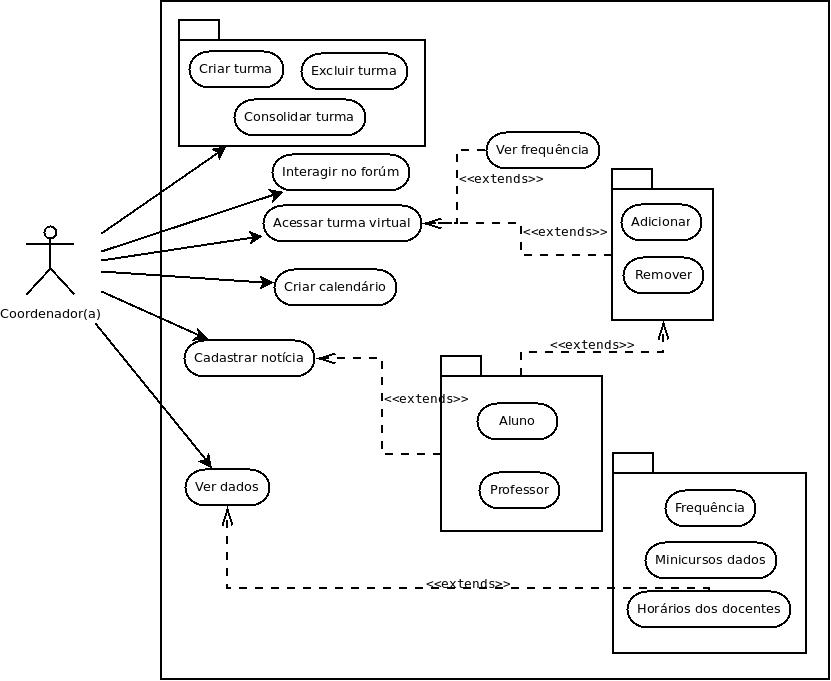 Criar turma
Excluir turma
Consolidar turma
Ver frequência
Interagir no forúm
<<extends>>
Acessar turma virtual
Adicionar
<<extends>>
Remover
Criar calendário
Coordenador(a)
<<extends>>
Cadastrar notícia
<<extends>>
Aluno
Ver dados
Professor
Frequência
Minicursos dados
<<extends>>
Horários dos docentes